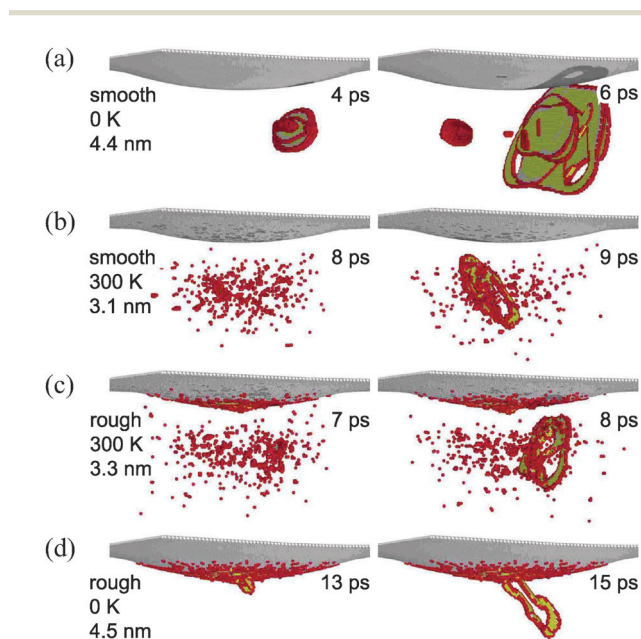 (a)
smooth
0 K
4.4 nm
4 ps
6 ps
(b)
smooth
300 K
3.1 nm
8 ps
9 ps
(c)
rough
300 K
3.3 nm
7 ps
8 ps
(d)
rough
0 K
4.5 nm
13 ps
15 ps